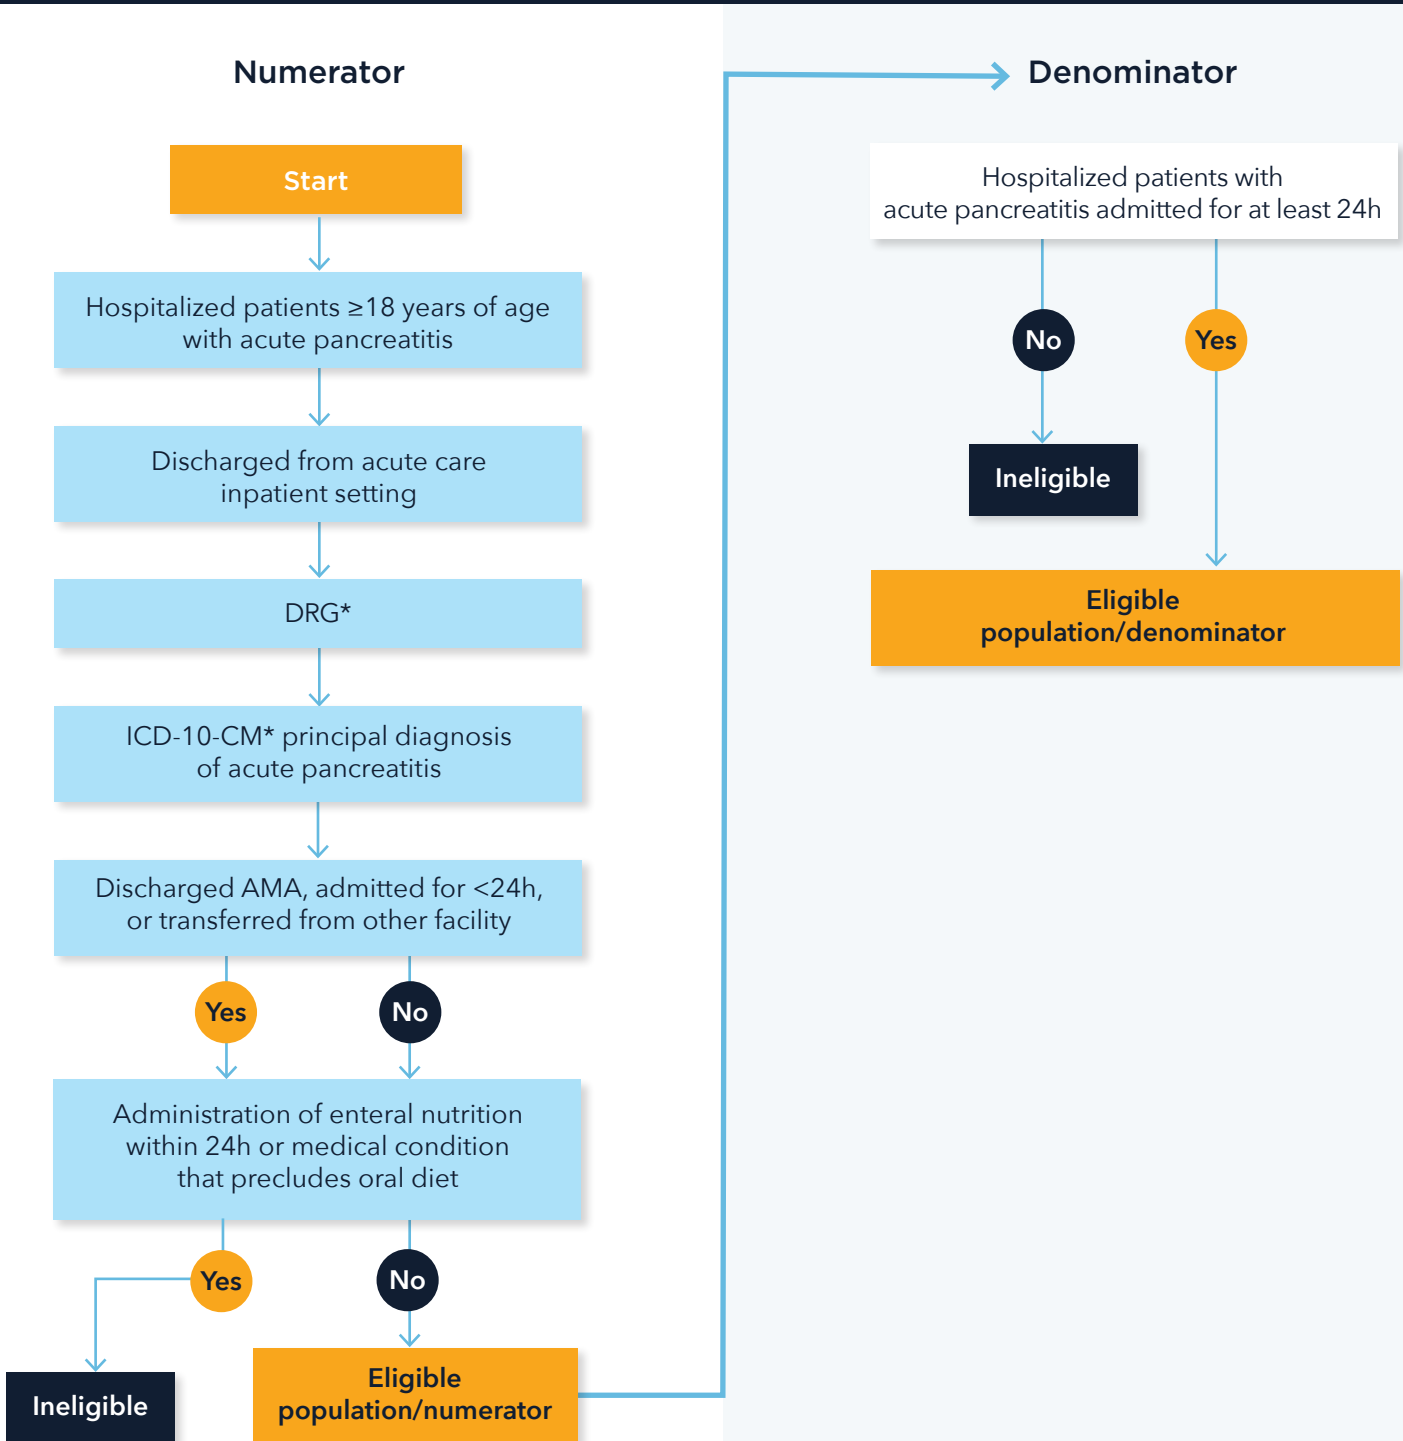 Numerator
Start
Hospitalized patients ≥18 years of age
with acute pancreatitis
Discharged from acute care
inpatient setting
DRG*
ICD-10-CM* principal diagnosis
of acute pancreatitis
Discharged AMA, admitted for <24h,
or transferred from other facility
Yes
No
Administration of enteral nutrition
within 24h or medical condition
that precludes oral diet
Yes
No
Ineligible
Eligible
population/numerator
Denominator
Hospitalized patients with
acute pancreatitis admitted for at least 24h
No
Yes
Ineligible
Eligible
population/denominator